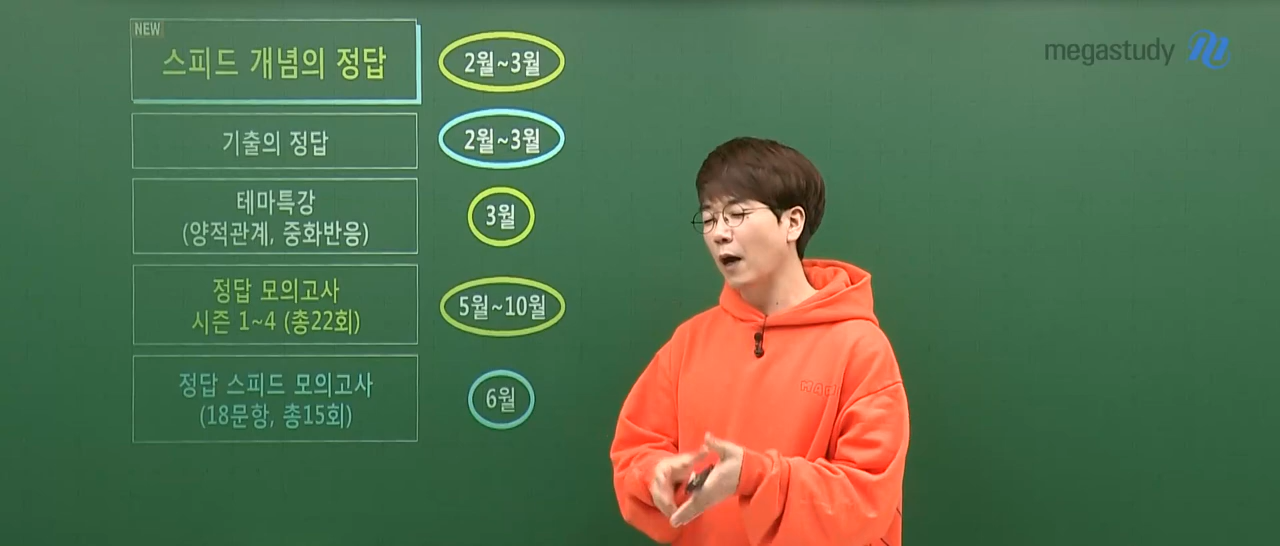 NEW
스피드 개념의 정답
2월~3월
기출의 정답
2월~3월
테마특강
(양적관계, 중화반응)
3월
정답 모의고사
시즌 1~4 (총22회)
5월~10월
정답 스피드 모의고사
(18문항, 총15회)
6월
megastudy